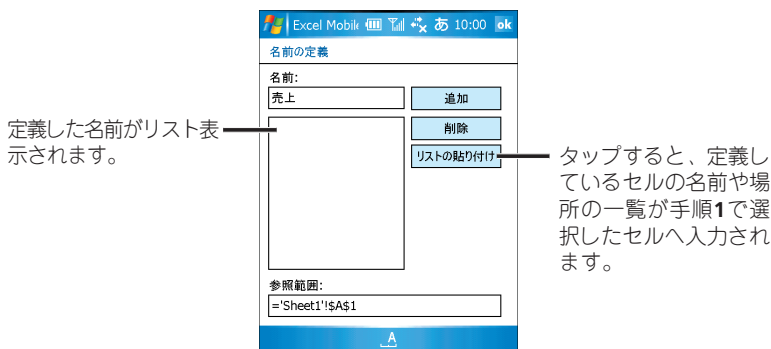 Excel Mobile あ 10:00 ok
名前の定義
名前:
売上
追加
削除
リストの貼り付け
参照範囲:
='Sheet1'!$A$1
A
定義した名前がリスト表
示されます。
タップすると、定義し
ているセルの名前や場
所の一覧が手順1で選
択したセルへ入力され
ます。